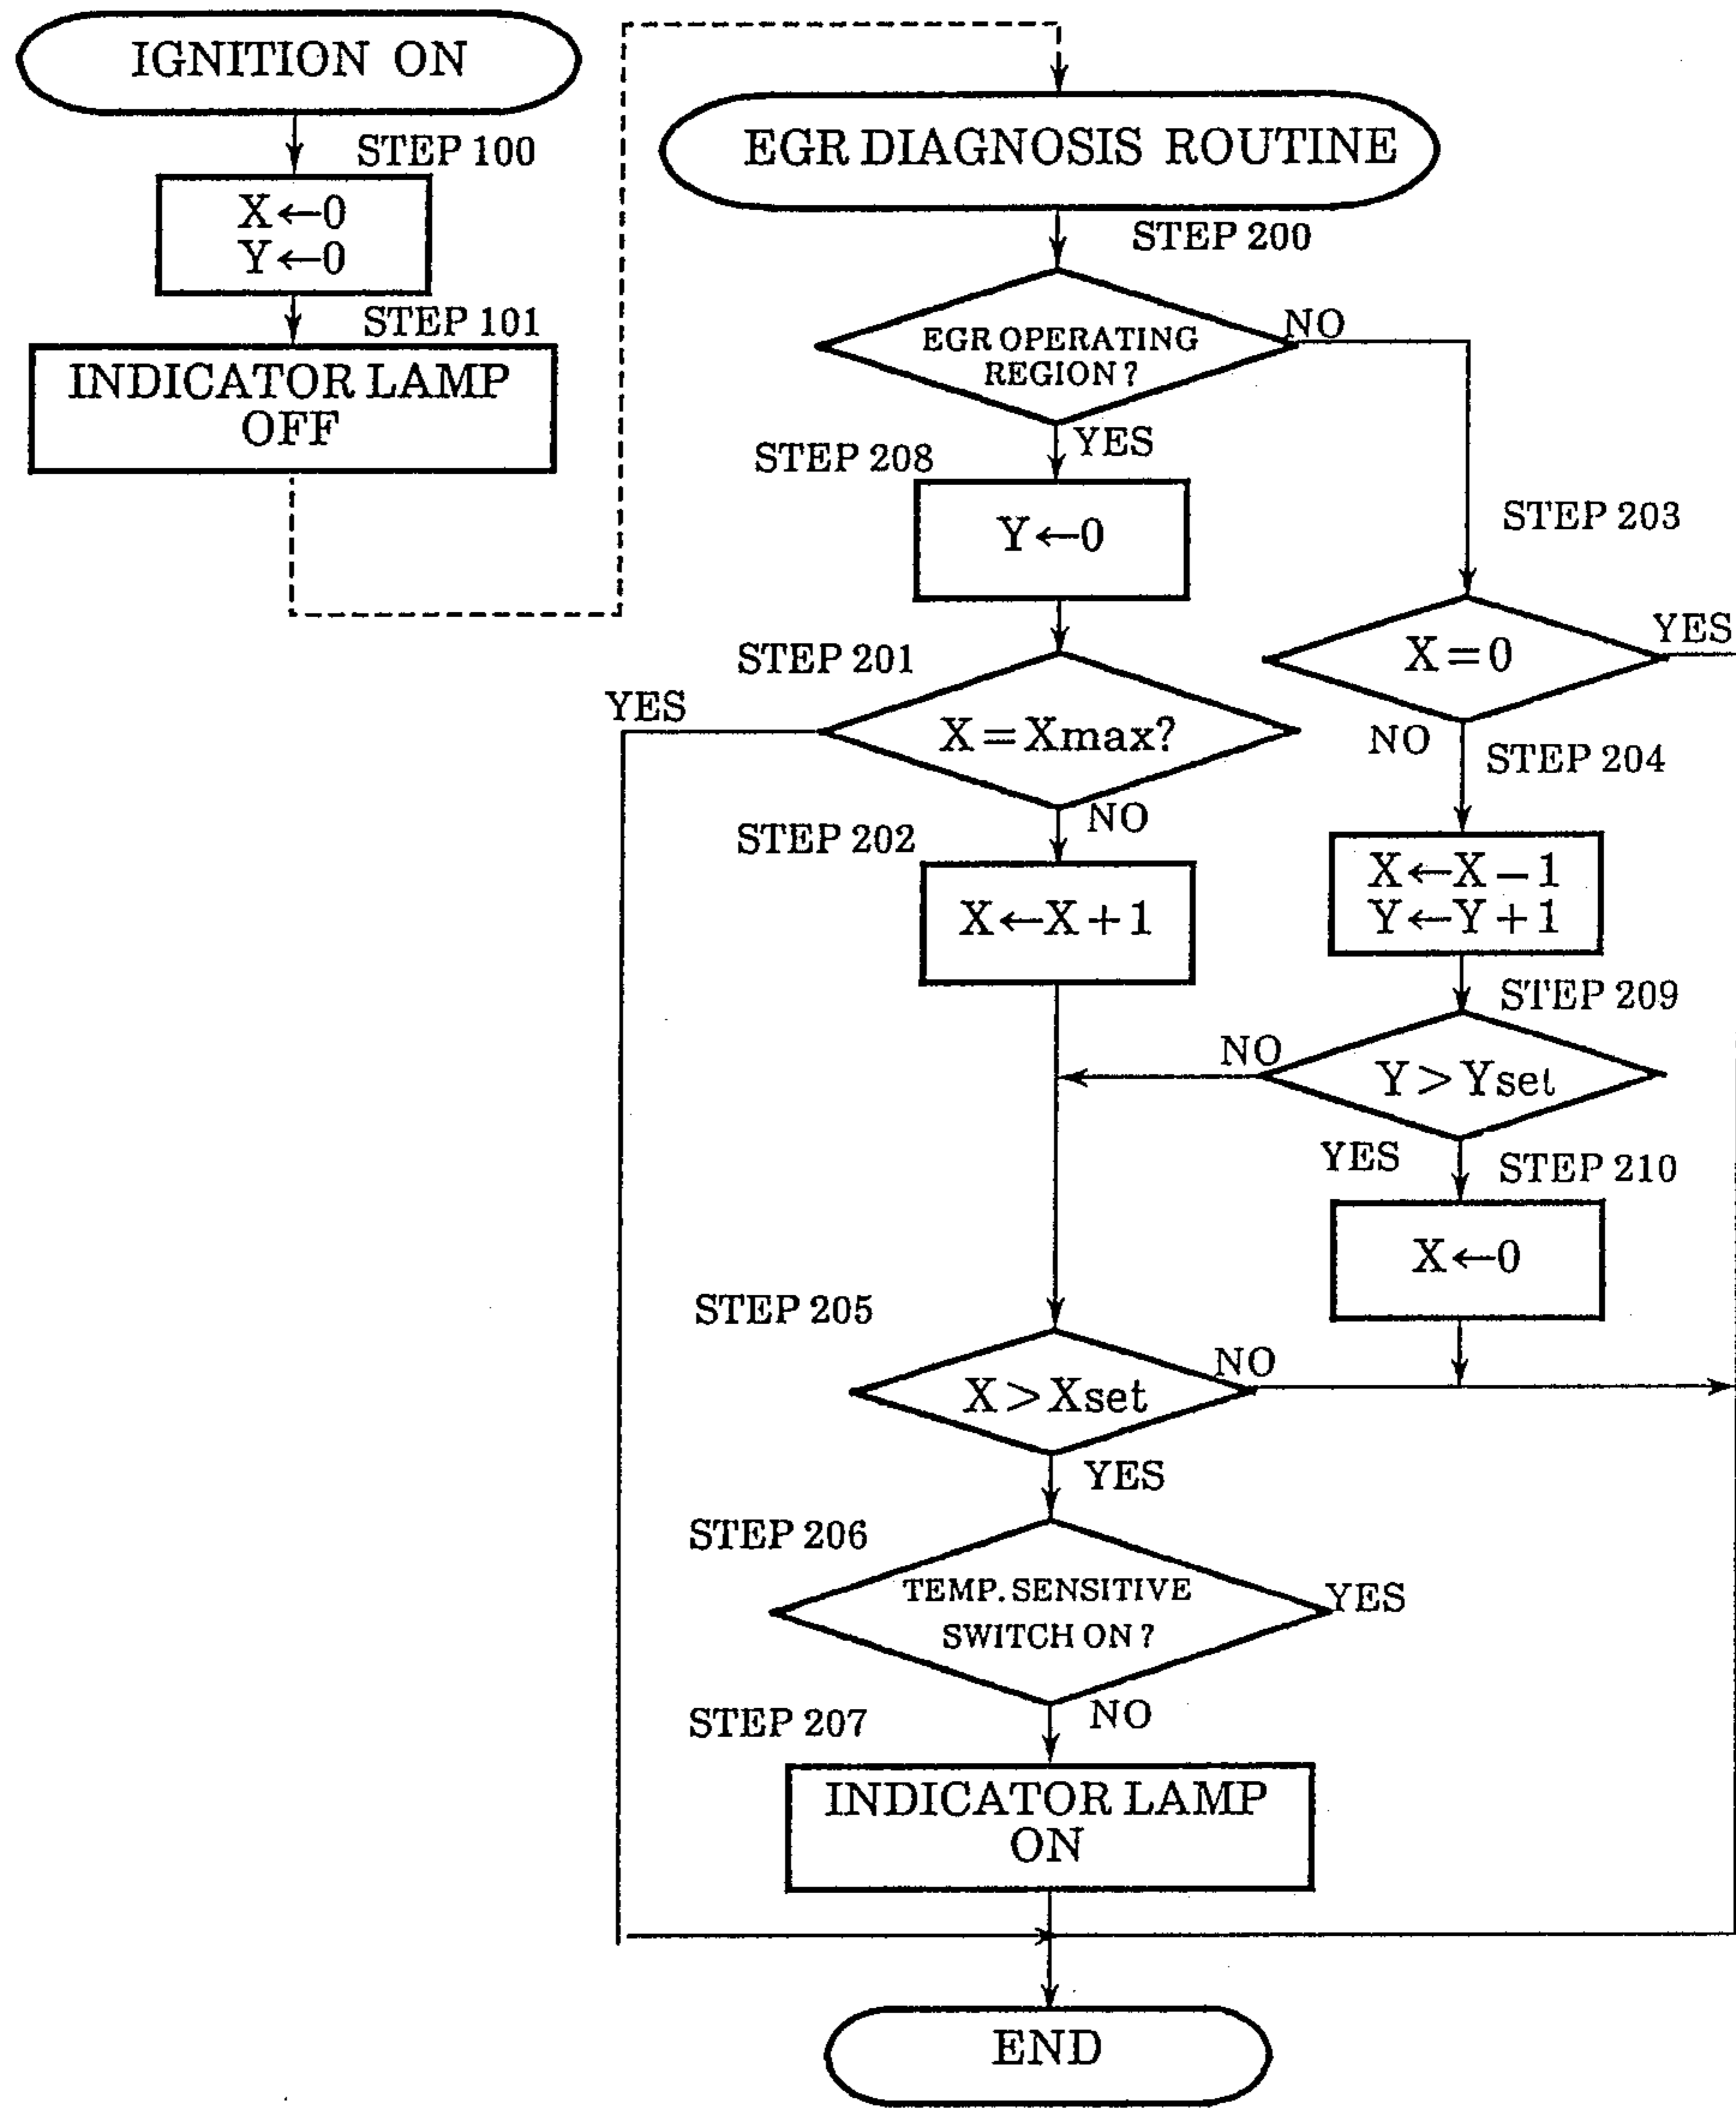 IGNITION ON
STEP 100
X←0
Y←0
STEP 101
INDICATOR LAMP
OFF
EGR DIAGNOSIS ROUTINE
STEP 200
EGR OPERATING
REGION?
NO
YES
STEP 208
Y←0
STEP 203
X=0
YES
NO
STEP 201
YES
X=Xmax?
NO
STEP 204
X←X-1
Y←Y+1
STEP 202
X←X+1
STEP 209
NO
Y>Yset
YES
STEP 210
X←0
STEP 205
X>Xset
NO
YES
STEP 206
TEMP. SENSITIVE
SWITCH ON?
YES
NO
STEP 207
INDICATOR LAMP
ON
END